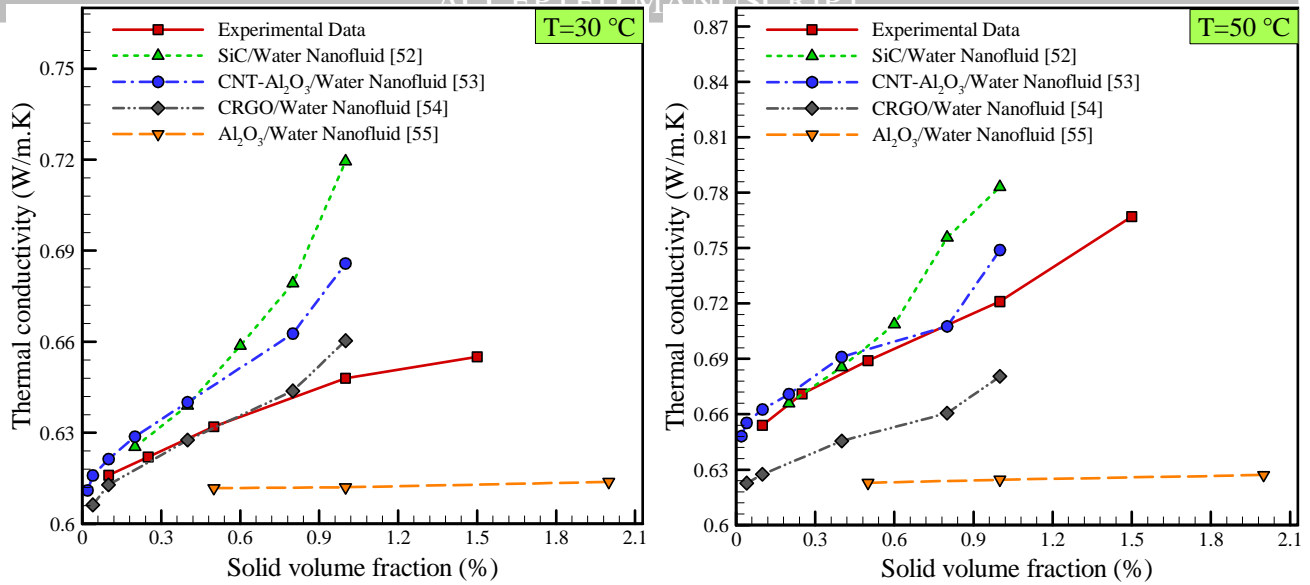 ACCEPTED MANUSCRIPT
T=30 °C
Experimental Data
SiC/Water Nanofluid [52]
CNT-Al₂O₃/Water Nanofluid [53]
CRGO/Water Nanofluid [54]
Al₂O₃/Water Nanofluid [55]
Thermal conductivity (W/m.K)
0.75
0.72
0.69
0.66
0.63
0.6
0 0.3 0.6 0.9 1.2 1.5 1.8 2.1
Solid volume fraction (%)
T=50 °C
Experimental Data
SiC/Water Nanofluid [52]
CNT-Al₂O₃/Water Nanofluid [53]
CRGO/Water Nanofluid [54]
Al₂O₃/Water Nanofluid [55]
Thermal conductivity (W/m.K)
0.87
0.84
0.81
0.78
0.75
0.72
0.69
0.66
0.63
0.6
0 0.3 0.6 0.9 1.2 1.5 1.8 2.1
Solid volume fraction (%)